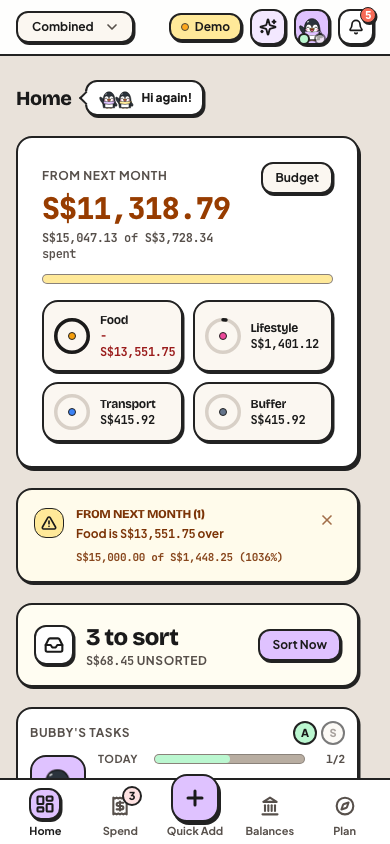 Combined
Demo
5
Home
Hi again!
FROM NEXT MONTH
Budget
S$11,318.79
S$15,047.13 of S$3,728.34
spent
Food
-
S$13,551.75
Lifestyle
S$1,401.12
Transport
S$415.92
Buffer
S$415.92
FROM NEXT MONTH (1)
Food is S$13,551.75 over
S$15,000.00 of S$1,448.25 (1036%)
3 to sort
S$68.45 UNSORTED
Sort Now
BUBBY'S TASKS
A
S
TODAY
1/2
3
Home
Spend
Quick Add
Balances
Plan